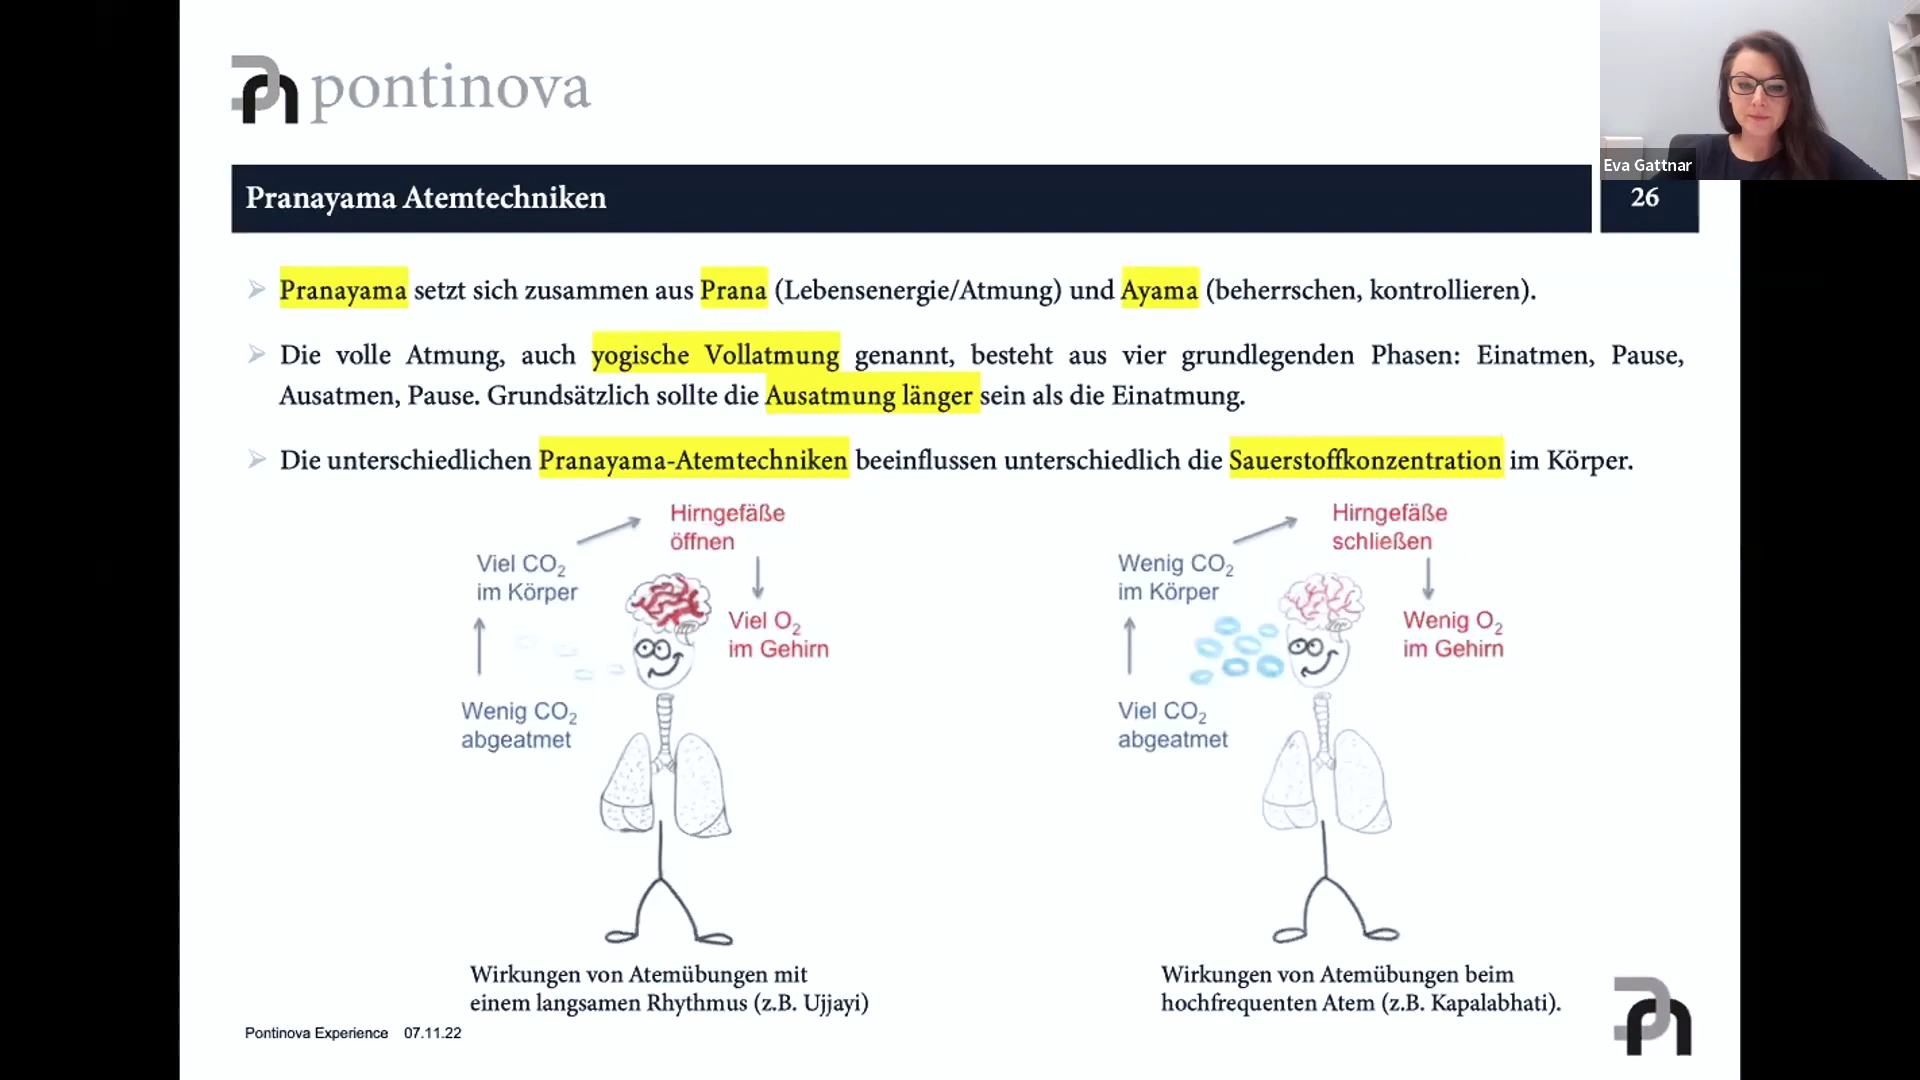 pontinova
Eva Gattnar
Pranayama Atemtechniken
26
Pranayama setzt sich zusammen aus Prana (Lebensenergie/Atmung) und Ayama (beherrschen, kontrollieren).
Die volle Atmung, auch yogische Vollatmung genannt, besteht aus vier grundlegenden Phasen: Einatmen, Pause,
Ausatmen, Pause. Grundsätzlich sollte die Ausatmung länger sein als die Einatmung.
Die unterschiedlichen Pranayama-Atemtechniken beeinflussen unterschiedlich die Sauerstoffkonzentration im Körper.
Hirngefäße
öffnen
Viel CO₂
im Körper
Viel O₂
im Gehirn
Wenig CO₂
abgeatmet
Wirkungen von Atemübungen mit
einem langsamen Rhythmus (z.B. Ujjayi)
Hirngefäße
schließen
Wenig CO₂
im Körper
Wenig O₂
im Gehirn
Viel CO₂
abgeatmet
Wirkungen von Atemübungen beim
hochfrequenten Atem (z.B. Kapalabhati).
Pontinova Experience 07.11.22